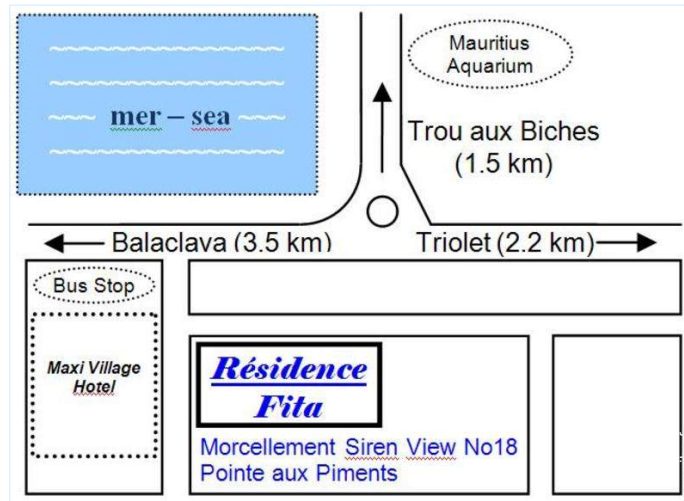 mer – sea
Mauritius
Aquarium
Trou aux Biches
(1.5 km)
Balaclava (3.5 km)
Triolet (2.2 km)
Bus Stop
Maxi Village
Hotel
Résidence
Fita
Morcellement Siren View No18
Pointe aux Piments